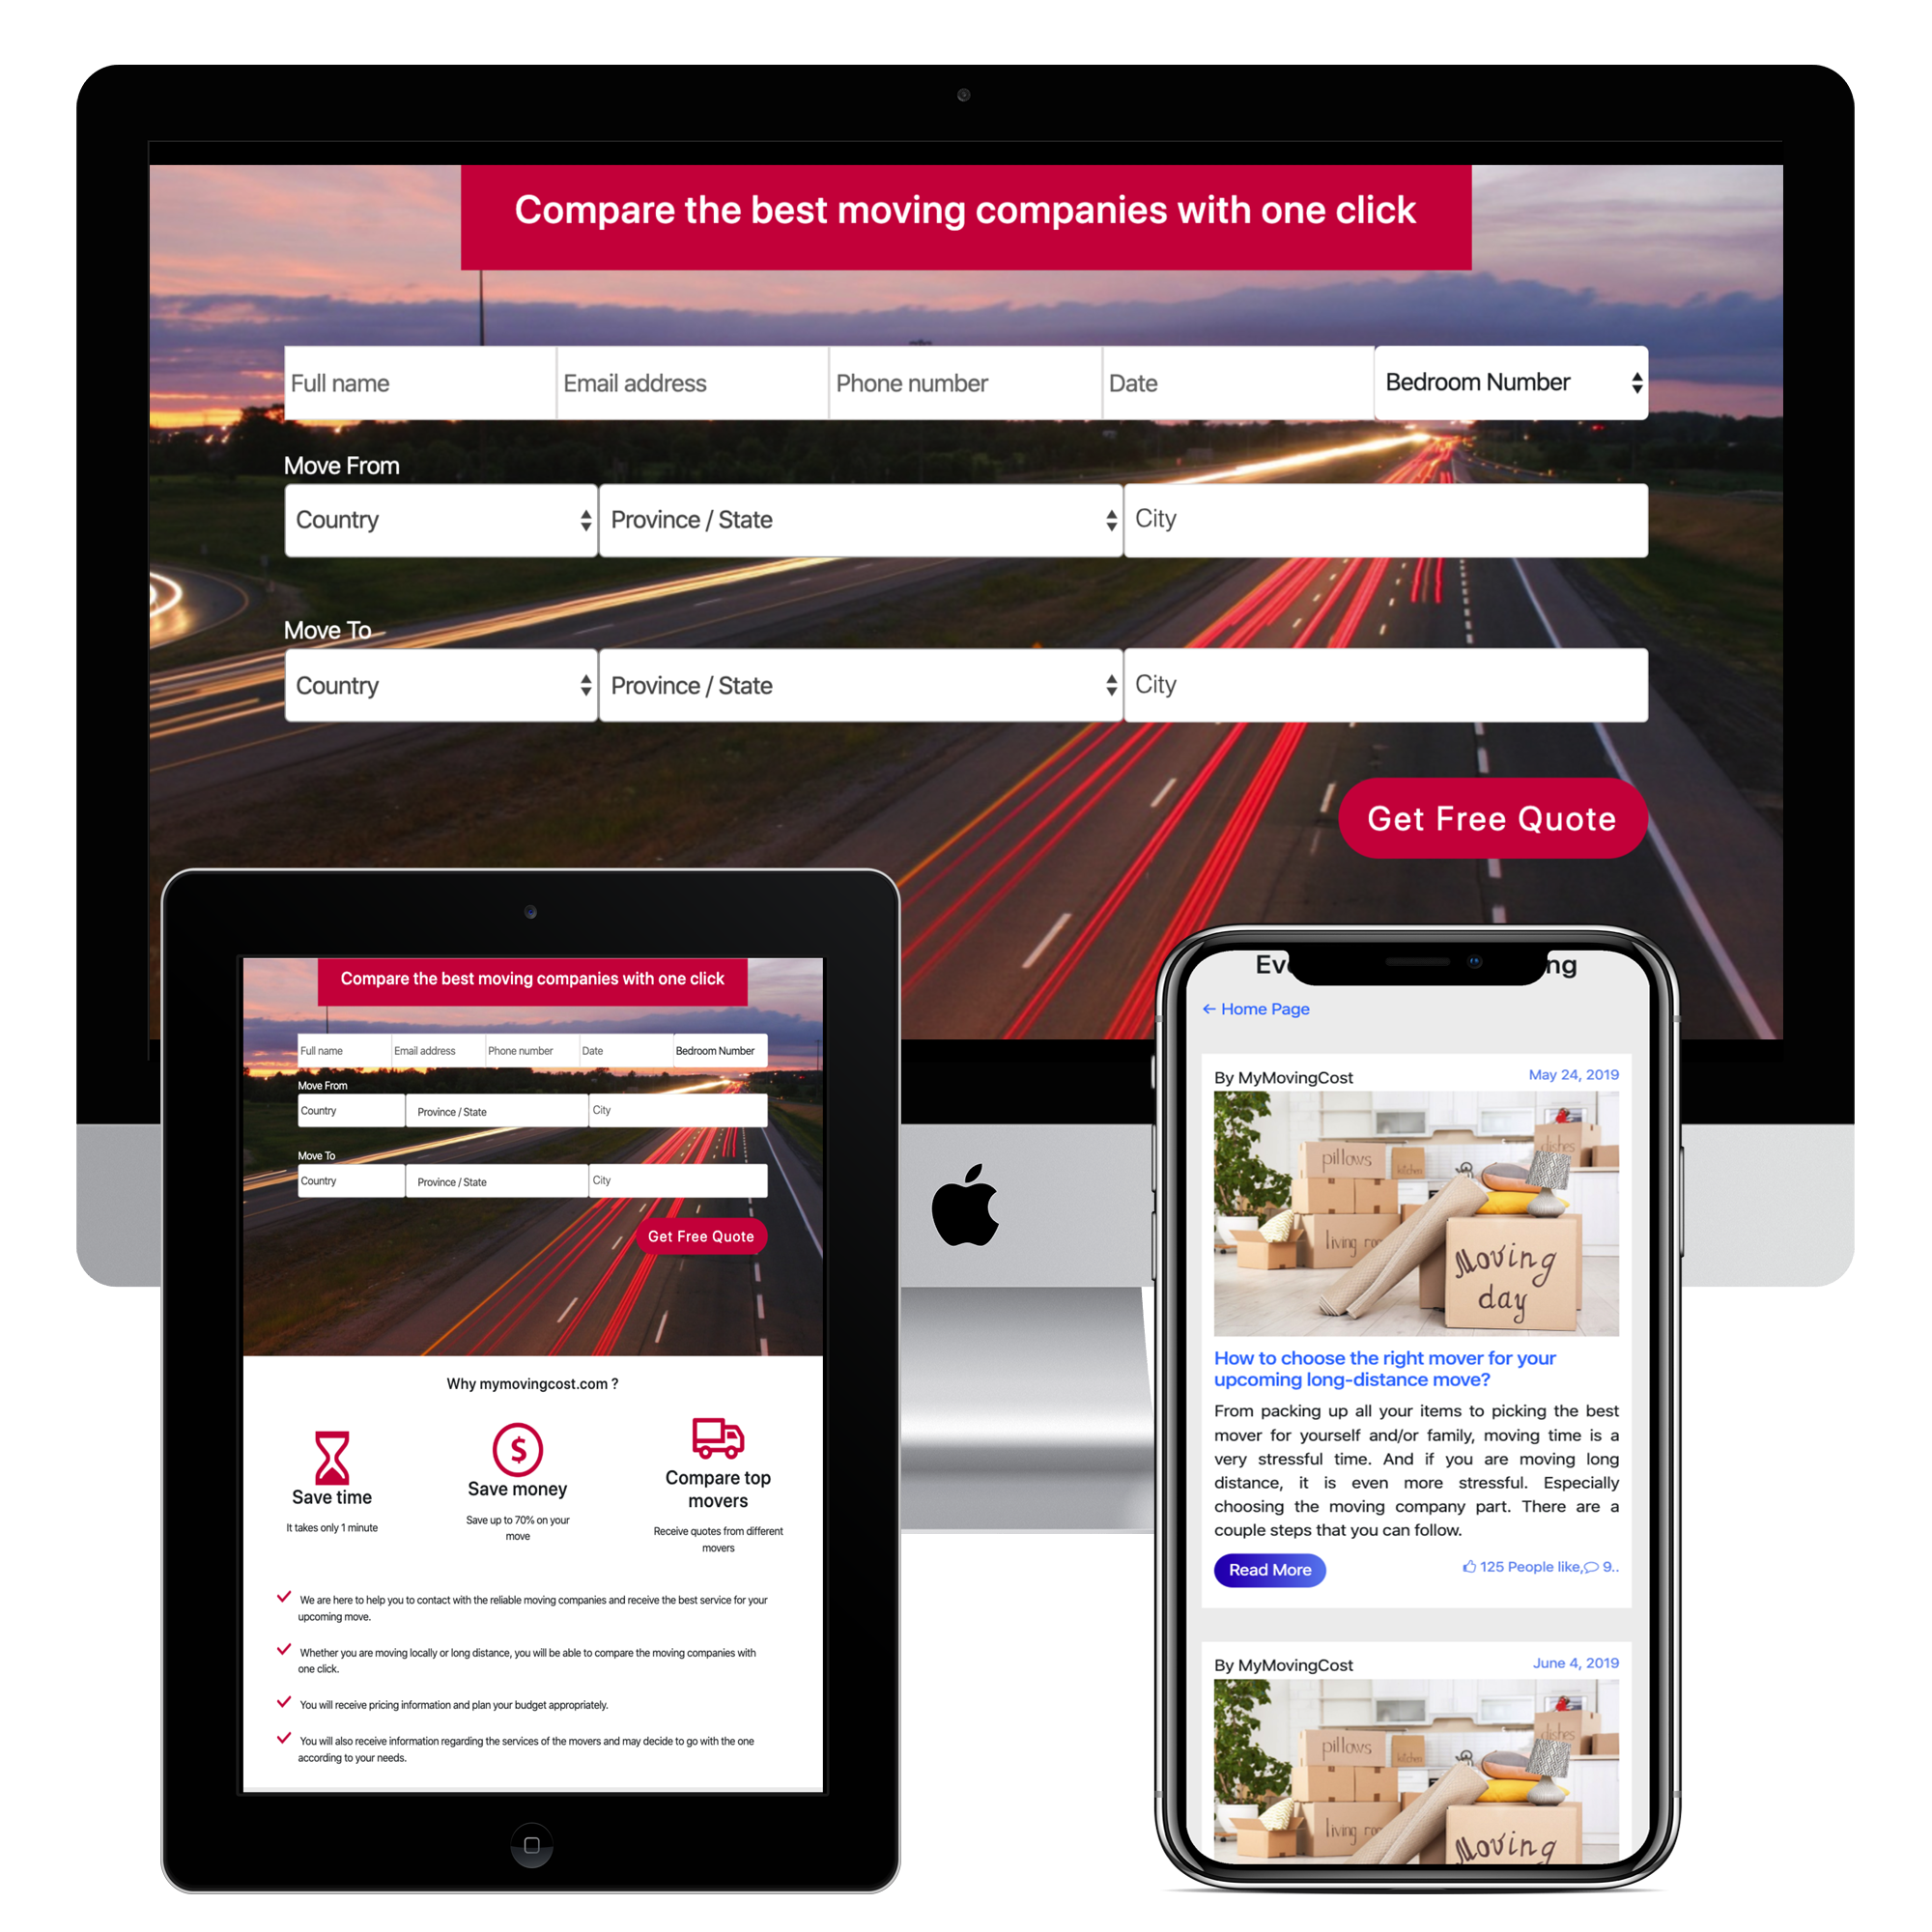 Compare the best moving companies with one click
Full name Email address Phone number Date Bedroom Number
Move From
Country Province / State City
Move To
Country Province / State City
Get Free Quote
Compare the best moving companies with one click
Full name Email address Phone number Date Bedroom Number
Move From
Country Province / State City
Move To
Country Province / State City
Get Free Quote
Why mymovingcost.com ?
Save time
It takes only 1 minute
Save money
Save up to 70% on your
move
Compare top
movers
Receive quotes from different
movers
We are here to help you to contact with the reliable moving companies and receive the best service for your
upcoming move.
Whether you are moving locally or long distance, you will be able to compare the moving companies with
one click.
You will receive pricing information and plan your budget appropriately.
You will also receive information regarding the services of the movers and may decide to go with the one
according to your needs.
← Home Page
By MyMovingCost May 24, 2019
dishes
pillows kitchen
living
Moving
day
How to choose the right mover for your
upcoming long-distance move?
From packing up all your items to picking the best
mover for yourself and/or family, moving time is a
very stressful time. And if you are moving long
distance, it is even more stressful. Especially
choosing the moving company part. There are a
couple steps that you can follow.
Read More 125 People like, 9..
By MyMovingCost June 4, 2019
dishes
pillows kitchen
living
Moving